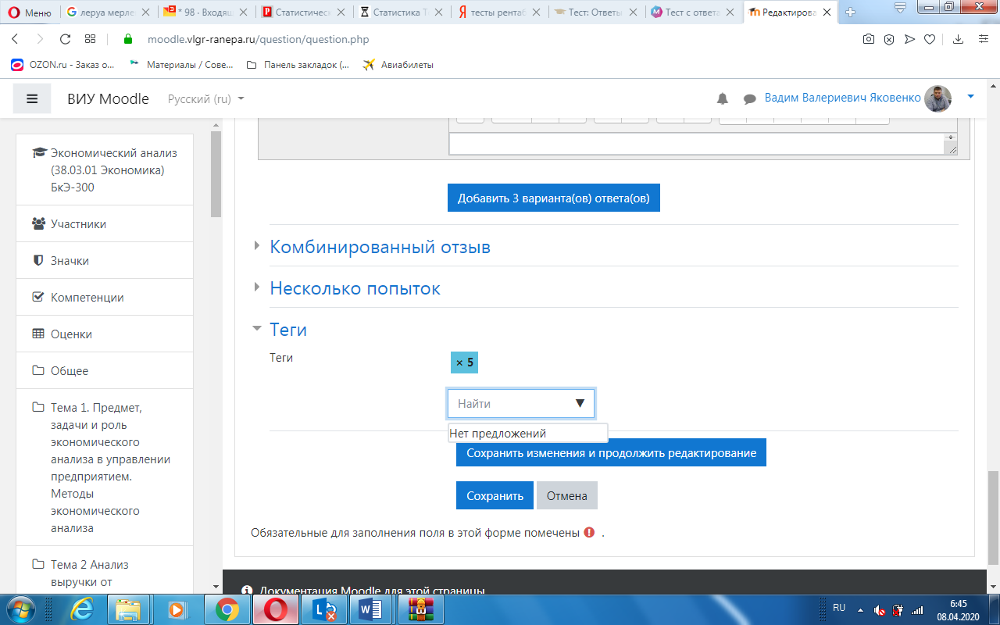 Меню
леруа мерле
* 98 · Входящ
Статистичес
Статистика Т
тесты рентаб
Тест: Ответы
Тест с ответа
Редактирова
moodle.vlgr-ranepa.ru/question/question.php
OZON.ru - Заказ о...
Материалы / Сове...
Панель закладок (...
Авиабилеты
ВИУ Moodle
Русский (ru)
Вадим Валериевич Яковенко
Экономический анализ
(38.03.01 Экономика)
БкЭ-300
Участники
Значки
Компетенции
Оценки
Общее
Тема 1. Предмет,
задачи и роль
экономического
анализа в управлении
предприятием.
Методы
экономического
анализа
Тема 2 Анализ
выручки от
Добавить 3 варианта(ов) ответа(ов)
Комбинированный отзыв
Несколько попыток
Теги
Теги
× 5
Найти
Нет предложений
Сохранить изменения и продолжить редактирование
Сохранить
Отмена
Обязательные для заполнения поля в этой форме помечены .
Документация Moodle для этой страницы
RU
6:45
08.04.2020